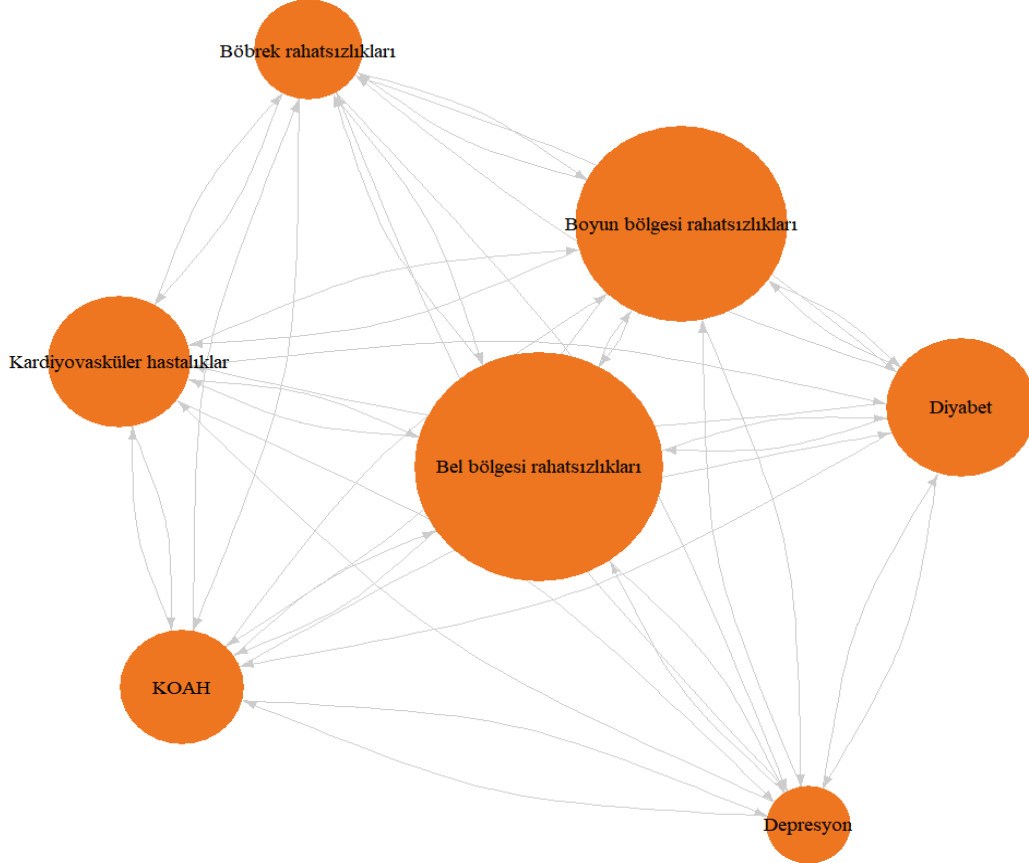 Böbrek rahatsızlıkları
Boyun bölgesi rahatsızlıkları
Kardiyovasküler hastalıklar
Diyabet
Bel bölgesi rahatsızlıkları
KOAH
Depresyon